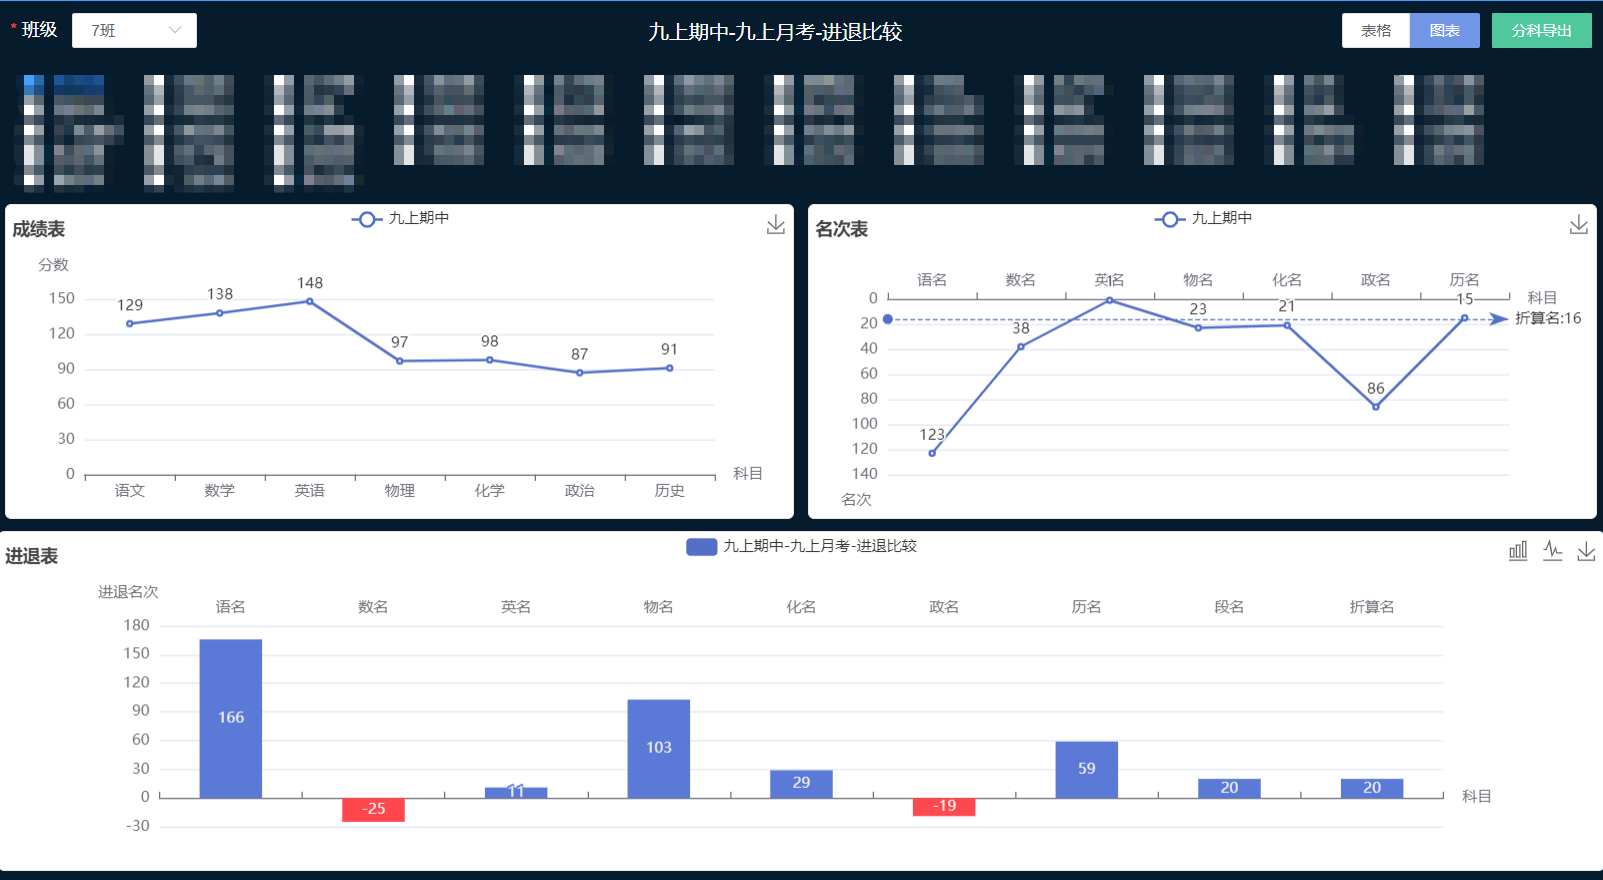 * 班级
7班
九上期中-九上月考-进退比较
表格
图表
分科导出
成绩表
九上期中
分数
150
120
90
60
30
0
129
138
148
97
98
87
91
语文
数学
英语
物理
化学
政治
历史
科目
名次表
九上期中
语名
数名
英名
物名
化名
政名
历名
科目
0
20
40
60
80
100
120
140
名次
123
38
1
23
21
86
15
折算名:16
进退表
九上期中-九上月考-进退比较
进退名次
语名
数名
英名
物名
化名
政名
历名
段名
折算名
180
150
120
90
60
30
0
-30
166
-25
11
103
29
-19
59
20
20
科目